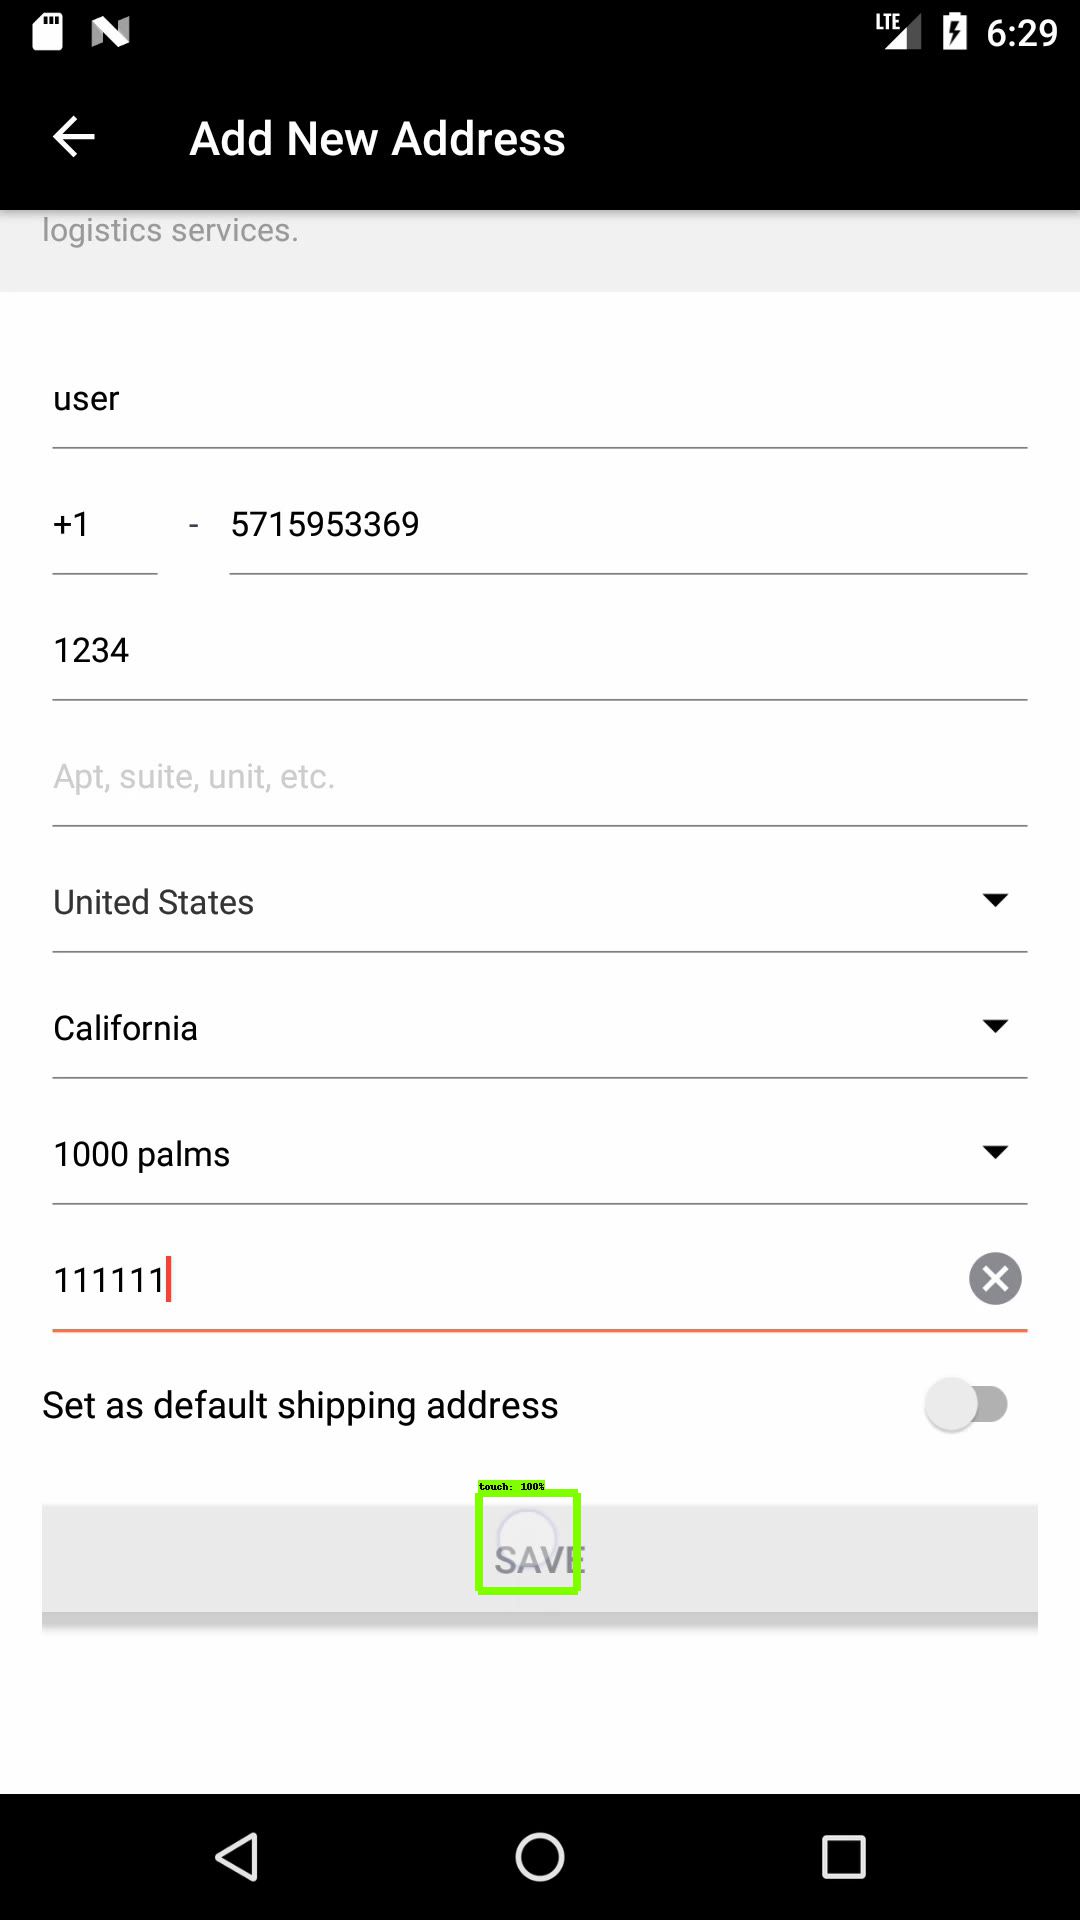 LTE 6:29
Add New Address
logistics services.
user
+1 - 5715953369
1234
Apt, suite, unit, etc.
United States
California
1000 palms
111111
Set as default shipping address
touch: 100%
SAVE